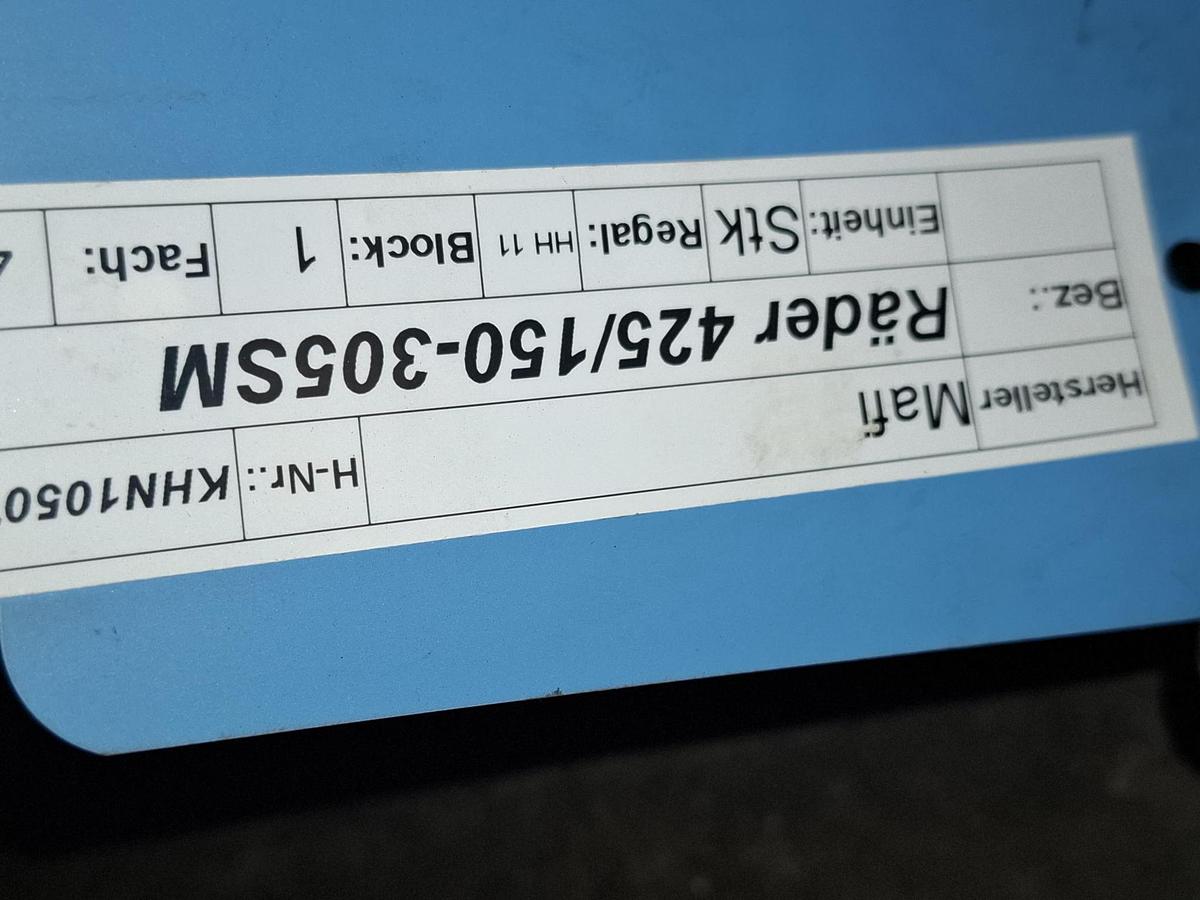 Hersteller Mafi H-Nr.: KHN1050
Bez.: Räder 425/150-305SM
Einheit: Stk Regal: HH 11 Block: 1 Fach: